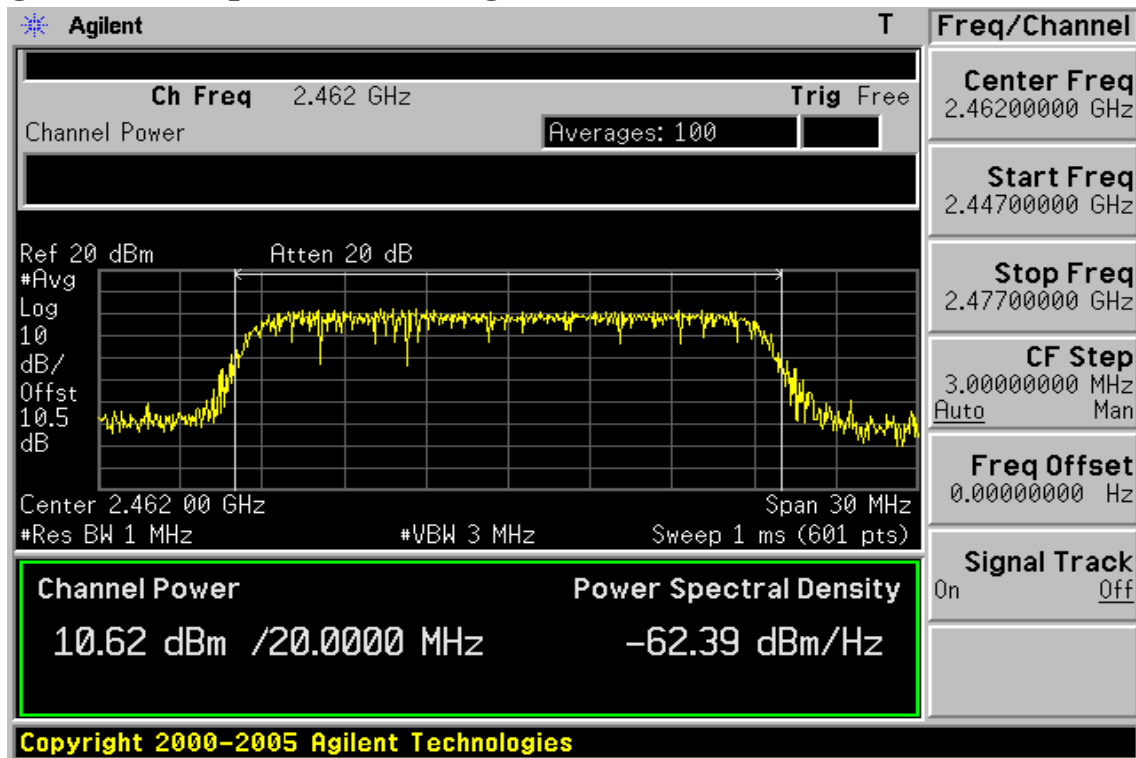 Agilent T
Freq/Channel
Ch Freq 2.462 GHz Trig Free
Channel Power Averages: 100
Ref 20 dBm Atten 20 dB
#Avg
Log
10
dB/
Offst
10.5
dB
Center 2.462 00 GHz Span 30 MHz
#Res BW 1 MHz #VBW 3 MHz Sweep 1 ms (601 pts)
Channel Power Power Spectral Density
10.62 dBm /20.0000 MHz -62.39 dBm/Hz
Copyright 2000-2005 Agilent Technologies
Center Freq
2.46200000 GHz
Start Freq
2.44700000 GHz
Stop Freq
2.47700000 GHz
CF Step
3.00000000 MHz
Auto Man
Freq Offset
0.00000000 Hz
Signal Track
On Off